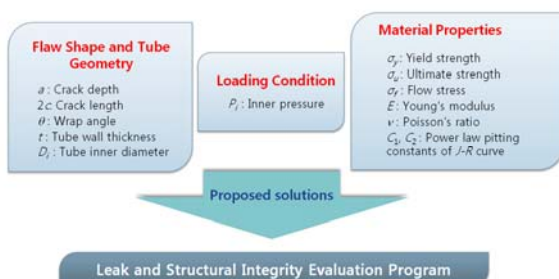 Flaw Shape and Tube
Geometry
a : Crack depth
2c: Crack length
θ : Wrap angle
t : Tube wall thickness
Di : Tube inner diameter
Loading Condition
Pi : Inner pressure
Material Properties
σy: Yield strength
σu: Ultimate strength
σf : Flow stress
E : Young's modulus
ν : Poisson's ratio
C1, C2 : Power law pitting
constants of J-R curve
Proposed solutions
Leak and Structural Integrity Evaluation Program